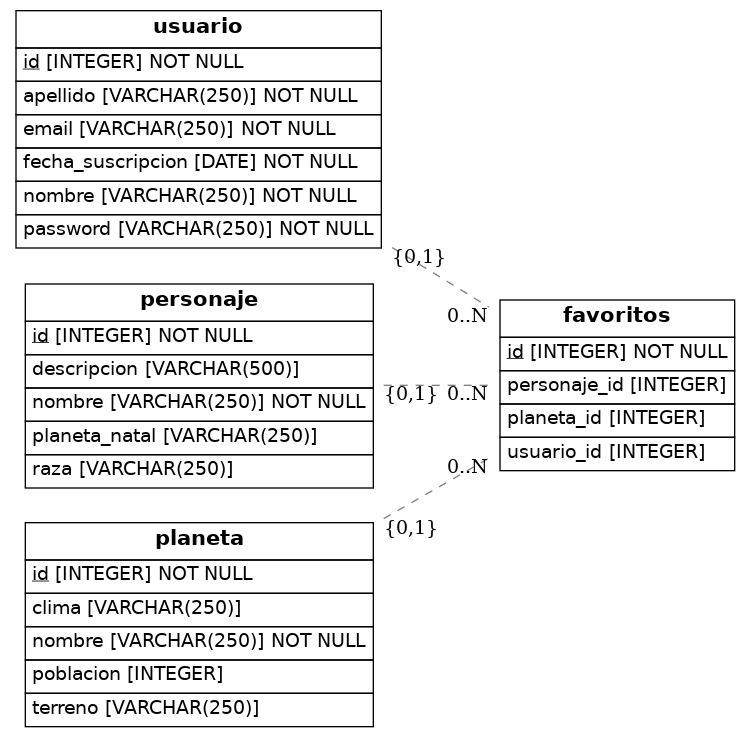 usuario
id [INTEGER] NOT NULL
apellido [VARCHAR(250)] NOT NULL
email [VARCHAR(250)] NOT NULL
fecha_suscripcion [DATE] NOT NULL
nombre [VARCHAR(250)] NOT NULL
password [VARCHAR(250)] NOT NULL
{0,1}
0..N
personaje
id [INTEGER] NOT NULL
descripcion [VARCHAR(500)]
nombre [VARCHAR(250)] NOT NULL
planeta_natal [VARCHAR(250)]
raza [VARCHAR(250)]
{0,1}
0..N
favoritos
id [INTEGER] NOT NULL
personaje_id [INTEGER]
planeta_id [INTEGER]
usuario_id [INTEGER]
0..N
{0,1}
planeta
id [INTEGER] NOT NULL
clima [VARCHAR(250)]
nombre [VARCHAR(250)] NOT NULL
poblacion [INTEGER]
terreno [VARCHAR(250)]